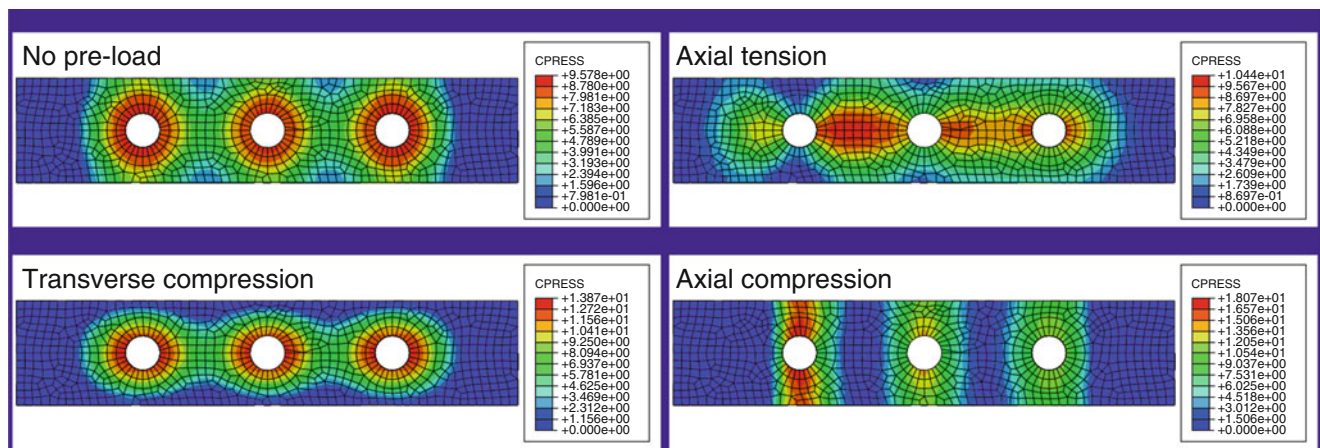 No pre-load
CPRESS
+9.578e+00
+8.780e+00
+7.981e+00
+7.183e+00
+6.385e+00
+5.587e+00
+4.789e+00
+3.991e+00
+3.193e+00
+2.394e+00
+1.596e+00
+7.981e-01
+0.000e+00
Axial tension
CPRESS
+1.044e+01
+9.567e+00
+8.697e+00
+7.827e+00
+6.958e+00
+6.088e+00
+5.218e+00
+4.349e+00
+3.479e+00
+2.609e+00
+1.739e+00
+8.697e-01
+0.000e+00
Transverse compression
CPRESS
+1.387e+01
+1.272e+01
+1.156e+01
+1.041e+01
+9.250e+00
+8.094e+00
+6.937e+00
+5.781e+00
+4.625e+00
+3.469e+00
+2.312e+00
+1.156e+00
+0.000e+00
Axial compression
CPRESS
+1.807e+01
+1.657e+01
+1.506e+01
+1.356e+01
+1.205e+01
+1.054e+01
+9.037e+00
+7.531e+00
+6.025e+00
+4.518e+00
+3.012e+00
+1.506e+00
+0.000e+00